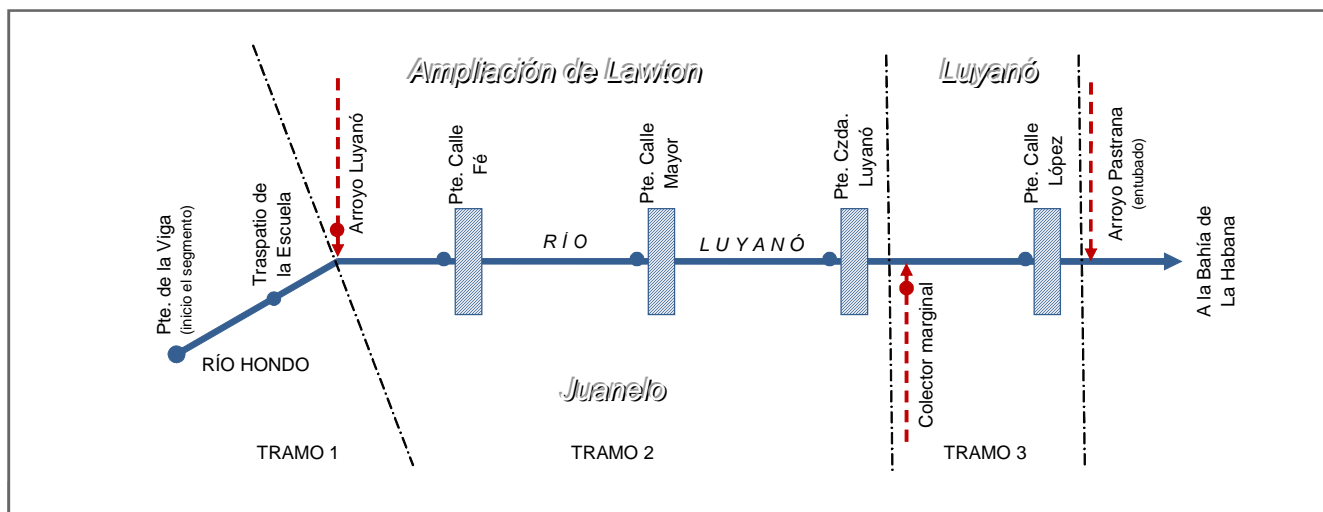 Ampliación de Lawton
Luyanó
Pte. de la Viga
(inicio el segmento)
Traspatio de
la Escuela
Arroyo Luyanó
Pte. Calle
Fé
Pte. Calle
Mayor
Pte. Czda.
Luyanó
Pte. Calle
López
Arroyo Pastrana
(entubado)
RÍO
LUYANÓ
A la Bahía de
La Habana
RÍO HONDO
Colector marginal
Juanelo
TRAMO 1
TRAMO 2
TRAMO 3